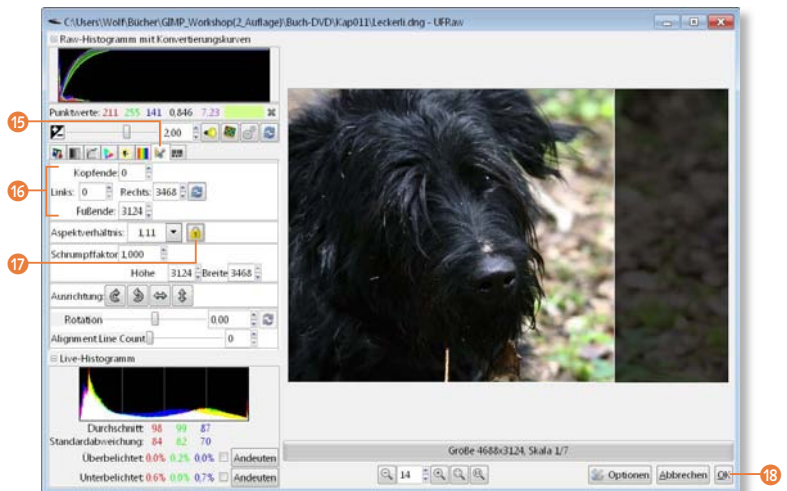 C:\Users\Wolf\Bücher\GIMP_Workshop(2_Auflage)\Buch-DVD\Kap011\Leckerli.dng - UFRaw
Raw-Histogramm mit Konvertierungskurven
Punktwerte: 211 255 141 0,846 7,23
15
2,00
16
Kopfende 0
Links: 0 Rechts: 3468
Fußende: 3124
17
Aspektverhältnis: 1,11
Schrumpffaktor 1,000
Höhe 3124 Breite 3468
Ausrichtung:
Rotation 0,00
Alignment Line Count 0
Live-Histogramm
Durchschnitt: 98 99 87
Standardabweichung: 84 82 70
Überbelichtet: 0.0% 0.2% 0,0% Andeuten
Unterbelichtet: 0.6% 0.0% 0,7% Andeuten
Größe 4688x3124, Skala 1/7
14
Optionen Abbrechen OK
18